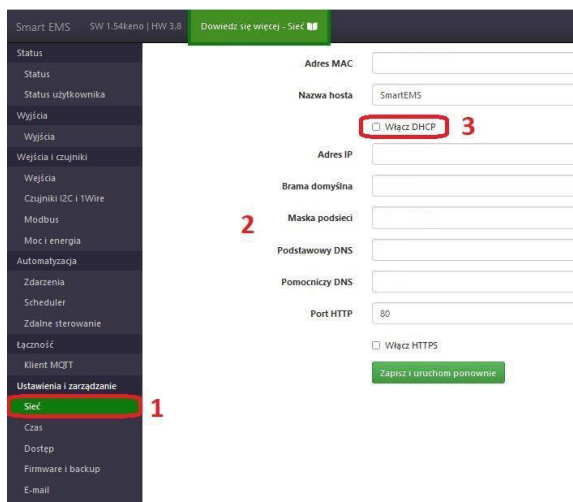 Smart EMS SW 1.54keno | HW 3.8 Dowiedz się więcej - Sieć
Status
Status
Status użytkownika
Wyjścia
Wyjścia
Wejścia i czujniki
Wejścia
Czujniki I2C i 1Wire
Modbus
Moc i energia
Automatyzacja
Zdarzenia
Scheduler
Zdalne sterowanie
Łączność
Klient MQTT
Ustawienia i zarządzanie
Sieć 1
Czas
Dostęp
Firmware i backup
E-mail
Adres MAC
Nazwa hosta SmartEMS
Włącz DHCP 3
Adres IP
Brama domyślna
2 Maska podsieci
Podstawowy DNS
Pomocniczy DNS
Port HTTP 80
Włącz HTTPS
Zapisz i uruchom ponownie